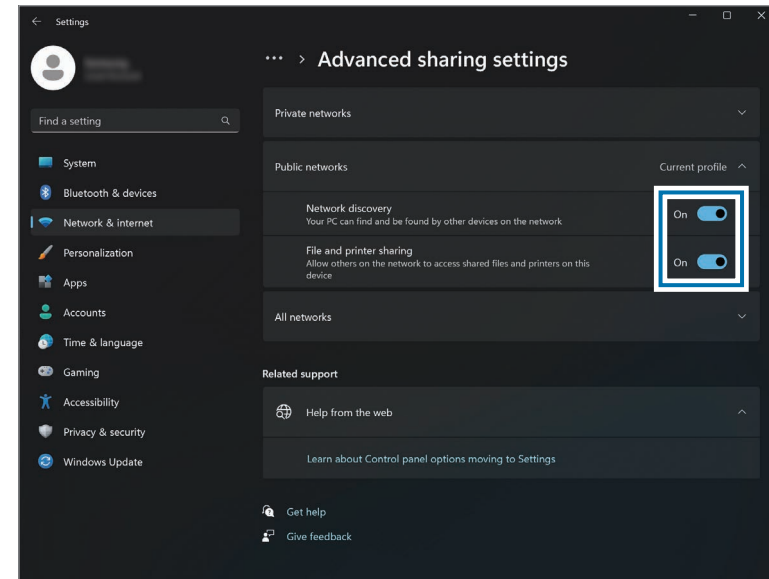 Settings
Advanced sharing settings
Find a setting
System
Bluetooth & devices
Network & internet
Personalization
Apps
Accounts
Time & language
Gaming
Accessibility
Privacy & security
Windows Update
Private networks
Public networks
Current profile
Network discovery
Your PC can find and be found by other devices on the network
On
File and printer sharing
Allow others on the network to access shared files and printers on this
device
On
All networks
Related support
Help from the web
Learn about Control panel options moving to Settings
Get help
Give feedback